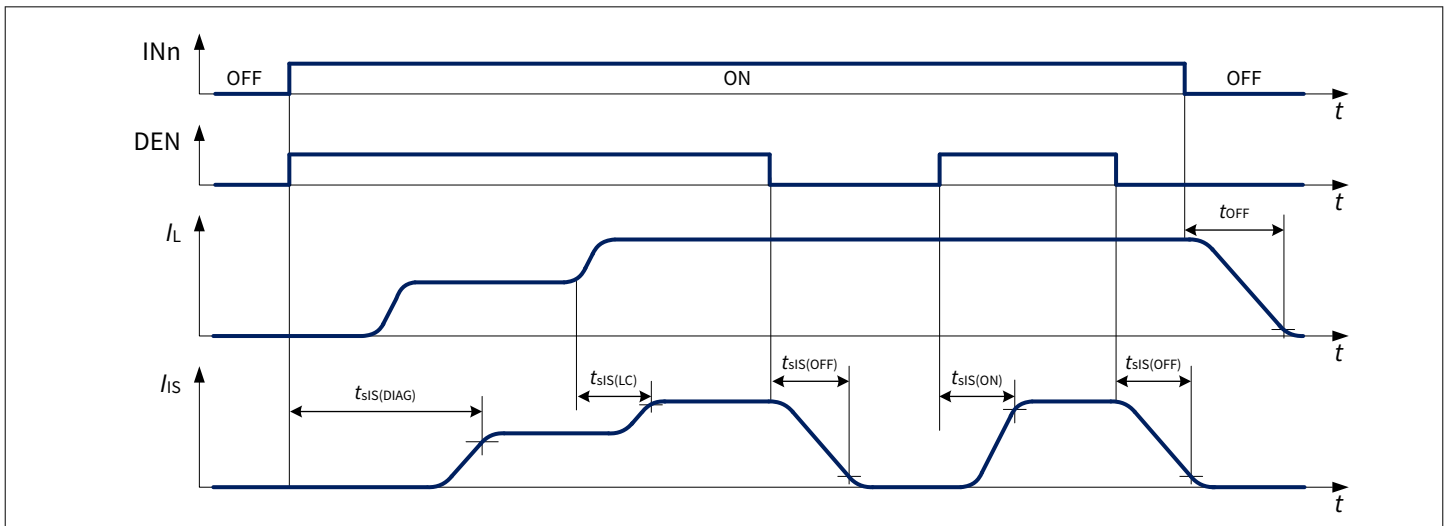 INn
OFF ON OFF
t
DEN
t
IL
tOFF
t
IIS
tsIS(DIAG) tsIS(LC) tsIS(OFF) tsIS(ON) tsIS(OFF)
t